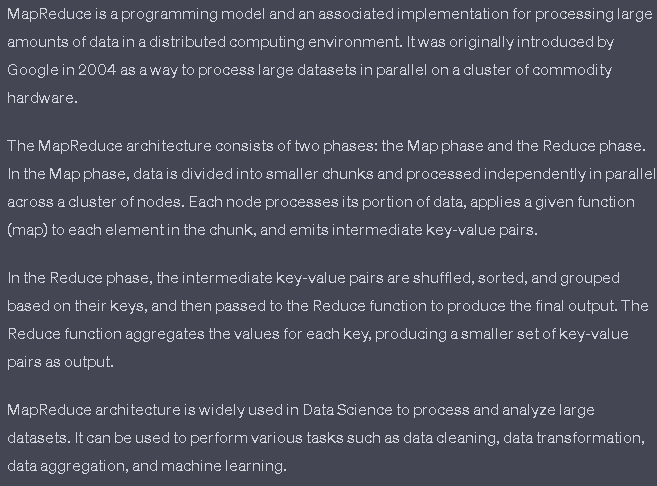 MapReduce is a programming model and an associated implementation for processing large
amounts of data in a distributed computing environment. It was originally introduced by
Google in 2004 as a way to process large datasets in parallel on a cluster of commodity
hardware.
The MapReduce architecture consists of two phases: the Map phase and the Reduce phase.
In the Map phase, data is divided into smaller chunks and processed independently in parallel
across a cluster of nodes. Each node processes its portion of data, applies a given function
(map) to each element in the chunk, and emits intermediate key-value pairs.
In the Reduce phase, the intermediate key-value pairs are shuffled, sorted, and grouped
based on their keys, and then passed to the Reduce function to produce the final output. The
Reduce function aggregates the values for each key, producing a smaller set of key-value
pairs as output.
MapReduce architecture is widely used in Data Science to process and analyze large
datasets. It can be used to perform various tasks such as data cleaning, data transformation,
data aggregation, and machine learning.